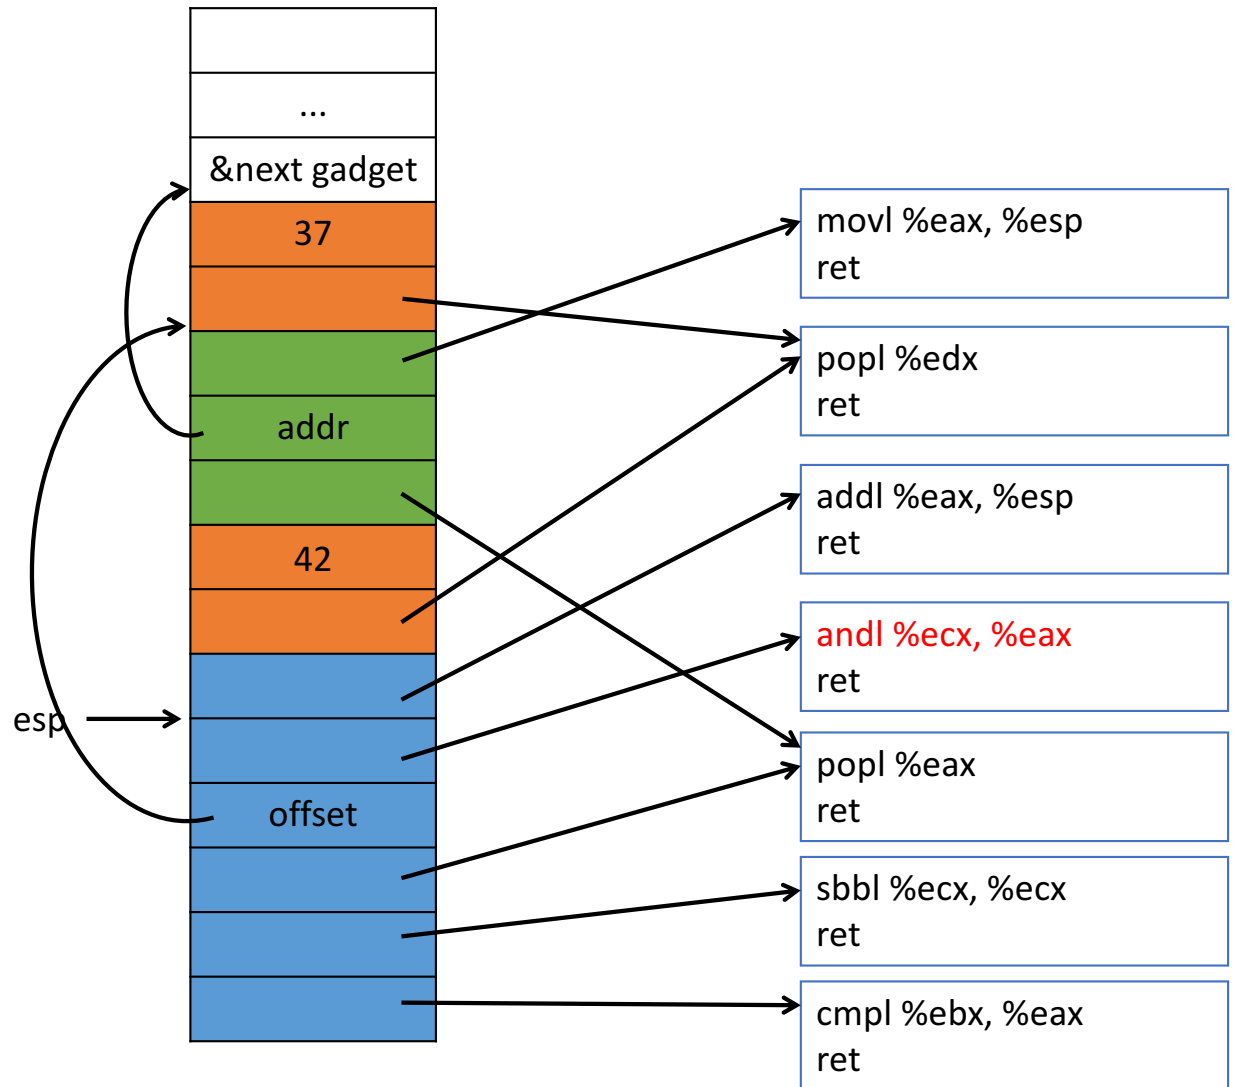 ...
&next gadget
37
addr
42
esp
offset
movl %eax, %esp
ret
popl %edx
ret
addl %eax, %esp
ret
andl %ecx, %eax
ret
popl %eax
ret
sbbl %ecx, %ecx
ret
cmpl %ebx, %eax
ret